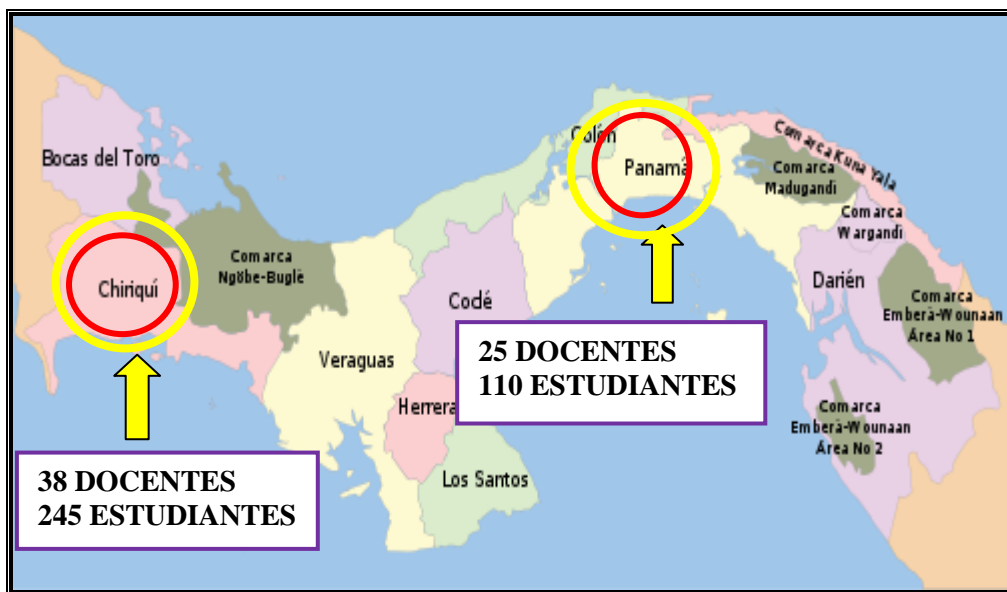 Bocas del Toro
Chiriquí
Comarca
Ngöbe-Buglé
Veraguas
Coclé
Herrera
Los Santos
Colón
Panamá
Comarca Kuna Yala
Comarca
Madugandí
Comarca
Wargandí
Darién
Comarca
Emberá-Wounaan
Área No 1
Comarca
Emberá-Wounaan
Área No 2
25 DOCENTES
110 ESTUDIANTES
38 DOCENTES
245 ESTUDIANTES